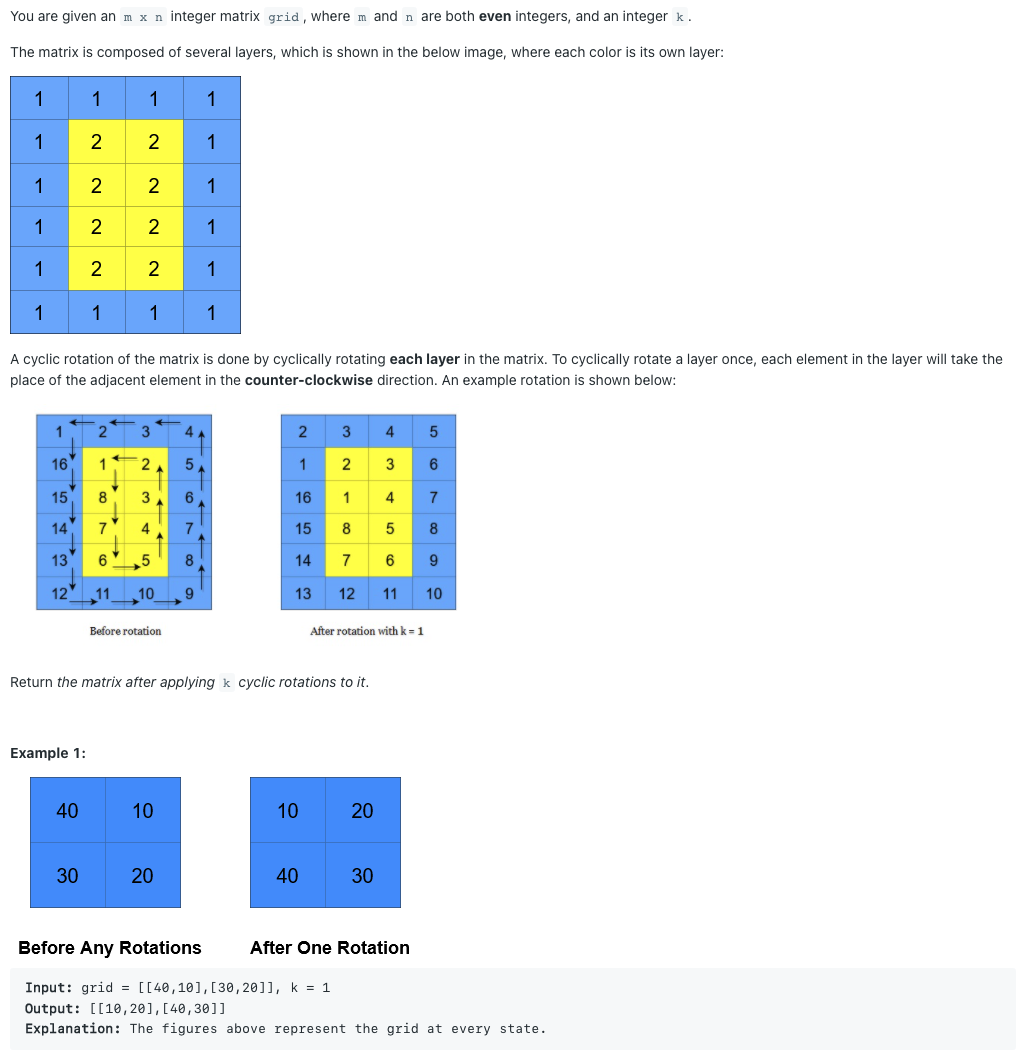 You are given an m x n integer matrix grid, where m and n are both even integers, and an integer k.
The matrix is composed of several layers, which is shown in the below image, where each color is its own layer:
1 1 1 1
1 2 2 1
1 2 2 1
1 2 2 1
1 2 2 1
1 1 1 1
A cyclic rotation of the matrix is done by cyclically rotating each layer in the matrix. To cyclically rotate a layer once, each element in the layer will take the
place of the adjacent element in the counter-clockwise direction. An example rotation is shown below:
1 2 3 4
16 1 2 5
15 8 3 6
14 7 4 7
13 6 5 8
12 11 10 9
Before rotation
2 3 4 5
1 2 3 6
16 1 4 7
15 8 5 8
14 7 6 9
13 12 11 10
After rotation with k = 1
Return the matrix after applying k cyclic rotations to it.
Example 1:
40 10
30 20
Before Any Rotations
10 20
40 30
After One Rotation
Input: grid = [[40,10],[30,20]], k = 1
Output: [[10,20],[40,30]]
Explanation: The figures above represent the grid at every state.